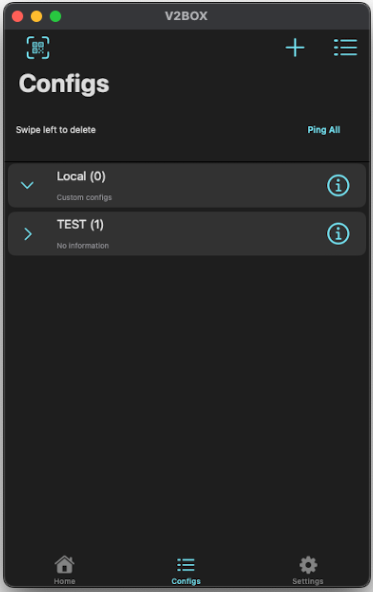 V2BOX
Configs
Swipe left to delete
Ping All
Local (0)
Custom configs
TEST (1)
No information
Home
Configs
Settings